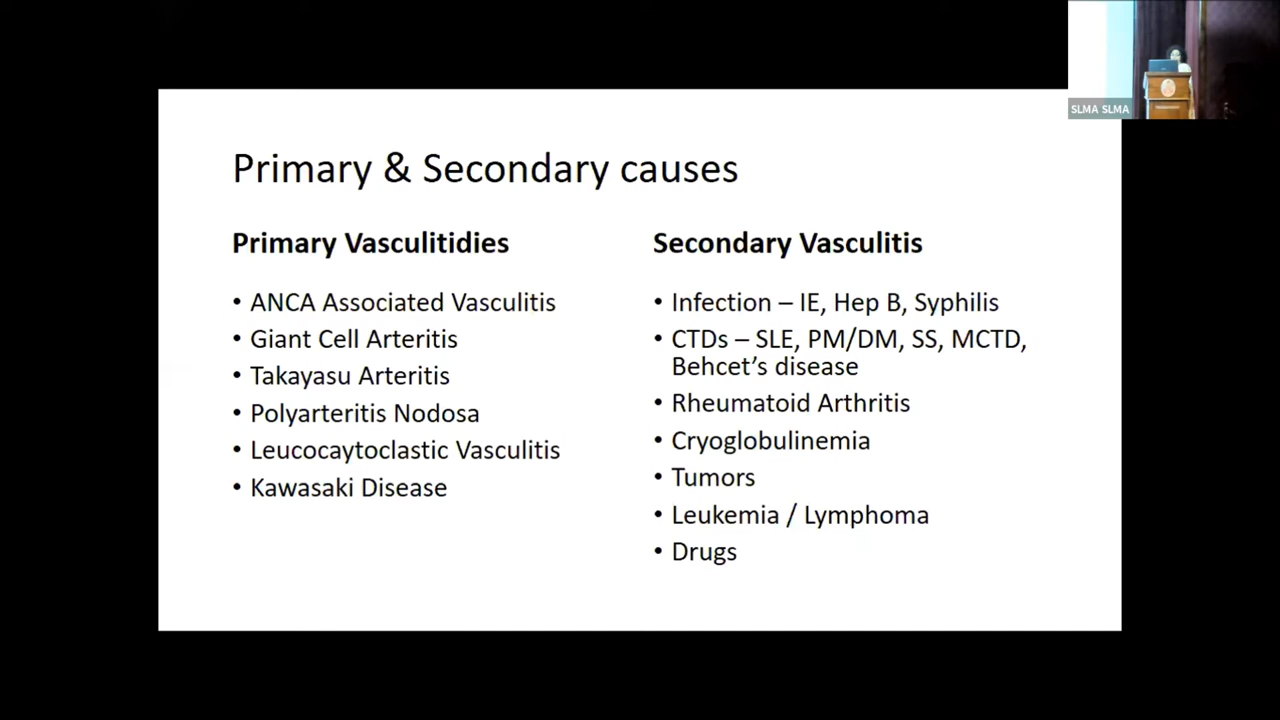 SLMA SLMA
Primary & Secondary causes
Primary Vasculitidies
• ANCA Associated Vasculitis
• Giant Cell Arteritis
• Takayasu Arteritis
• Polyarteritis Nodosa
• Leucocaytoclastic Vasculitis
• Kawasaki Disease
Secondary Vasculitis
• Infection – IE, Hep B, Syphilis
• CTDs – SLE, PM/DM, SS, MCTD,
Behcet’s disease
• Rheumatoid Arthritis
• Cryoglobulinemia
• Tumors
• Leukemia / Lymphoma
• Drugs